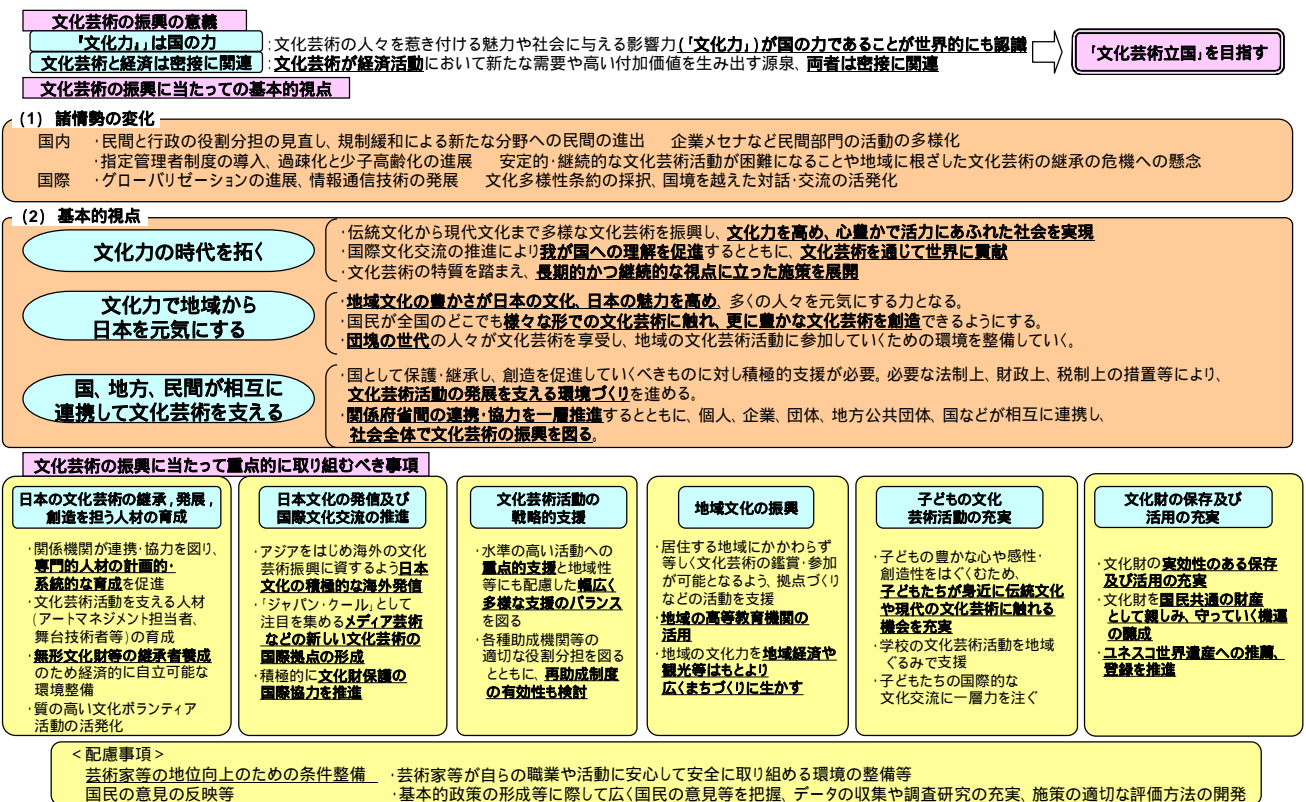 文化芸術の振興の意義
「文化力」は国の力 :文化芸術の人々を惹き付ける魅力や社会に与える影響力(「文化力」)が国の力であることが世界的にも認識
文化芸術と経済は密接に関連 :文化芸術が経済活動において新たな需要や高い付加価値を生み出す源泉、両者は密接に関連
「文化芸術立国」を目指す
文化芸術の振興に当たっての基本的視点
(1) 諸情勢の変化
国内 ・民間と行政の役割分担の見直し、規制緩和による新たな分野への民間の進出 企業メセナなど民間部門の活動の多様化
・指定管理者制度の導入、過疎化と少子高齢化の進展 安定的・継続的な文化芸術活動が困難になることや地域に根ざした文化芸術の継承の危機への懸念
国際 ・グローバリゼーションの進展、情報通信技術の発展 文化多様性条約の採択、国境を越えた対話・交流の活発化
(2) 基本的視点
文化力の時代を拓く
・伝統文化から現代文化まで多様な文化芸術を振興し、文化力を高め、心豊かで活力にあふれた社会を実現
・国際文化交流の推進により我が国への理解を促進するとともに、文化芸術を通じて世界に貢献
・文化芸術の特質を踏まえ、長期的かつ継続的な視点に立った施策を展開
文化力で地域から
日本を元気にする
・地域文化の豊かさが日本の文化、日本の魅力を高め、多くの人々を元気にする力となる。
・国民が全国のどこでも様々な形での文化芸術に触れ、更に豊かな文化芸術を創造できるようにする。
・団塊の世代の人々が文化芸術を享受し、地域の文化芸術活動に参加していくための環境を整備していく。
国、地方、民間が相互に
連携して文化芸術を支える
・国として保護・継承し、創造を促進していくべきものに対し積極的支援が必要。必要な法制上、財政上、税制上の措置等により、
文化芸術活動の発展を支える環境づくりを進める。
・関係府省間の連携・協力を一層推進するとともに、個人、企業、団体、地方公共団体、国などが相互に連携し、
社会全体で文化芸術の振興を図る。
文化芸術の振興に当たって重点的に取り組むべき事項
日本の文化芸術の継承,発展,
創造を担う人材の育成
・関係機関が連携・協力を図り、
専門的人材の計画的・
系統的な育成を促進
・文化芸術活動を支える人材
(アートマネジメント担当者、
舞台技術者等)の育成
・無形文化財等の継承者養成
のため経済的に自立可能な
環境整備
・質の高い文化ボランティア
活動の活発化
日本文化の発信及び
国際文化交流の推進
・アジアをはじめ海外の文化
芸術振興に資するよう日本
文化の積極的な海外発信
・「ジャパン・クール」として
注目を集めるメディア芸術
などの新しい文化芸術の
国際拠点の形成
・積極的に文化財保護の
国際協力を推進
文化芸術活動の
戦略的支援
・水準の高い活動への
重点的支援と地域性
等にも配慮した幅広く
多様な支援のバランス
を図る
・各種助成機関等の
適切な役割分担を図る
とともに、再助成制度
の有効性も検討
地域文化の振興
・居住する地域にかかわらず
等しく文化芸術の鑑賞・参加
が可能となるよう、拠点づくり
などの活動を支援
・地域の高等教育機関の
活用
・地域の文化力を地域経済や
観光等はもとより
広くまちづくりに生かす
子どもの文化
芸術活動の充実
・子どもの豊かな心や感性・
創造性をはぐくむため、
子どもたちが身近に伝統文化
や現代の文化芸術に触れる
機会を充実
・学校の文化芸術活動を地域
ぐるみで支援
・子どもたちの国際的な
文化交流に一層力を注ぐ
文化財の保存及び
活用の充実
・文化財の実効性のある保存
及び活用の充実
・文化財を国民共通の財産
として親しみ、守っていく機運
の醸成
・ユネスコ世界遺産への推薦、
登録を推進
<配慮事項>
芸術家等の地位向上のための条件整備 ・芸術家等が自らの職業や活動に安心して安全に取り組める環境の整備等
国民の意見の反映等 ・基本的政策の形成等に際して広く国民の意見等を把握、データの収集や調査研究の充実、施策の適切な評価方法の開発